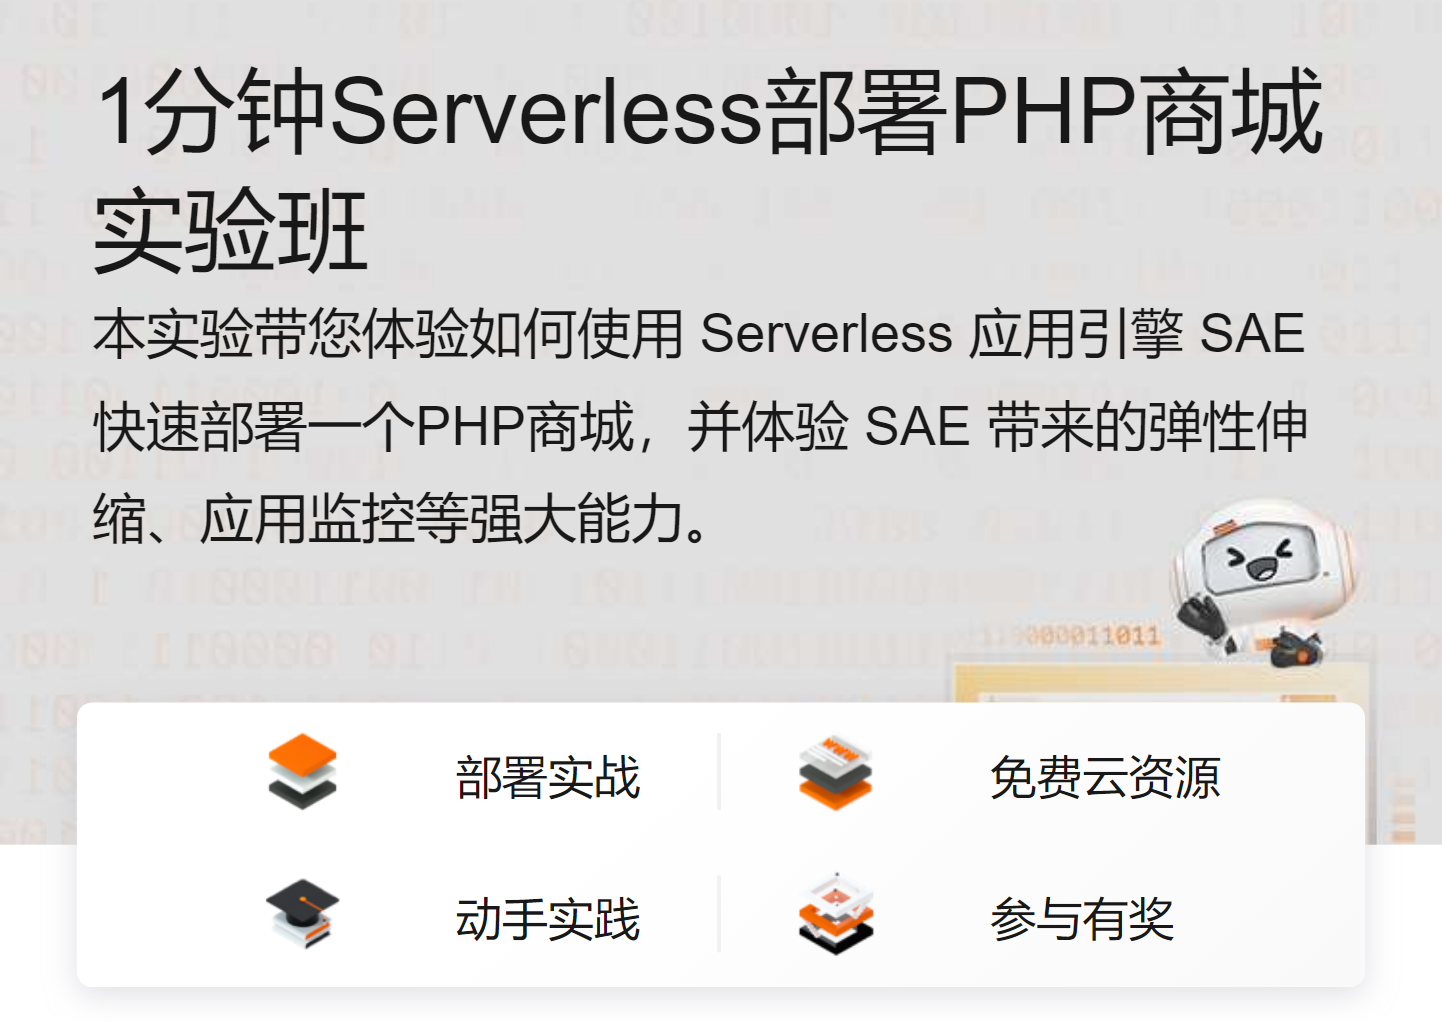 1分钟Serverless部署PHP商城
实验班
本实验带您体验如何使用 Serverless 应用引擎 SAE
快速部署一个PHP商城，并体验 SAE 带来的弹性伸
缩、应用监控等强大能力。
000011011
部署实战
免费云资源
动手实践
参与有奖